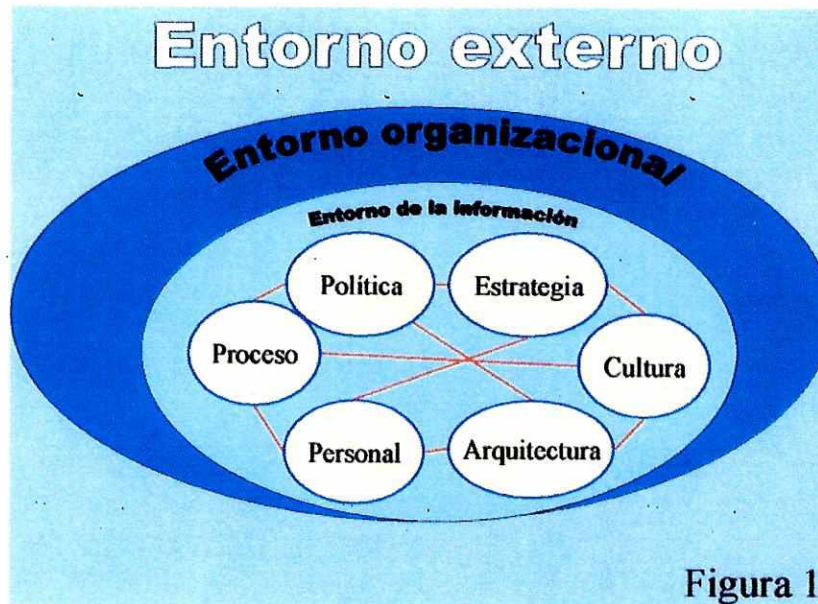 Entorno externo
Entorno organizacional
Entorno de la información
Política
Estrategia
Proceso
Cultura
Personal
Arquitectura
Figura 1